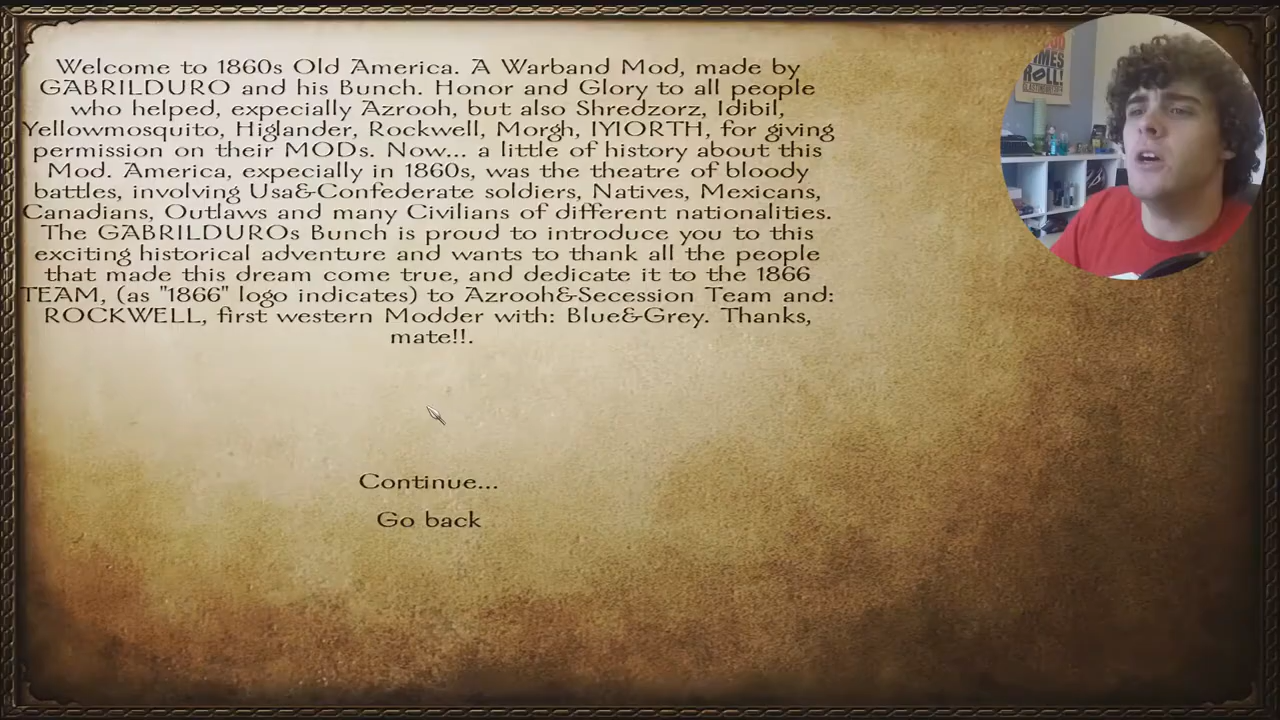 Welcome to 1860s Old America. A Warband Mod, made by
GABRILDURO and his Bunch. Honor and Glory to all people
who helped, expecially Azrooh, but also Shredzorz, Idibil,
Yellowmosquito, Higlander, Rockwell, Morgh, IYIORTH, for giving
permission on their MODs. Now... a little of history about this
Mod. America, expecially in 1860s, was the theatre of bloody
battles, involving Usa&Confederate soldiers, Natives, Mexicans,
Canadians, Outlaws and many Civilians of different nationalities.
The GABRILDUROs Bunch is proud to introduce you to this
exciting historical adventure and wants to thank all the people
that made this dream come true, and dedicate it to the 1866
TEAM, (as "1866" logo indicates) to Azrooh&Secession Team and:
ROCKWELL, first western Modder with: Blue&Grey. Thanks,
mate!!.
Continue...
Go back
ROLL!